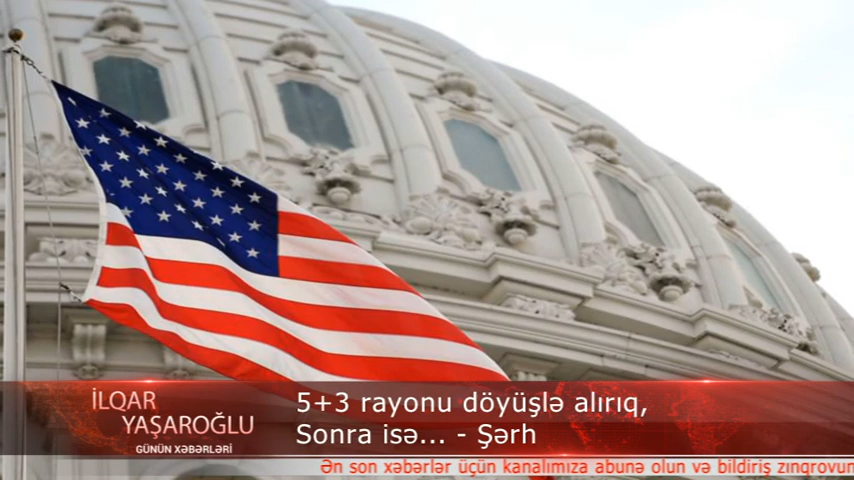 İLQAR
YAŞAROĞLU
GÜNÜN XƏBƏRLƏRİ
5+3 rayonu döyüşlə alırıq,
Sonra isə... - Şərh
Ən son xəbərlər üçün kanalımıza abunə olun və bildiriş zınqrovun